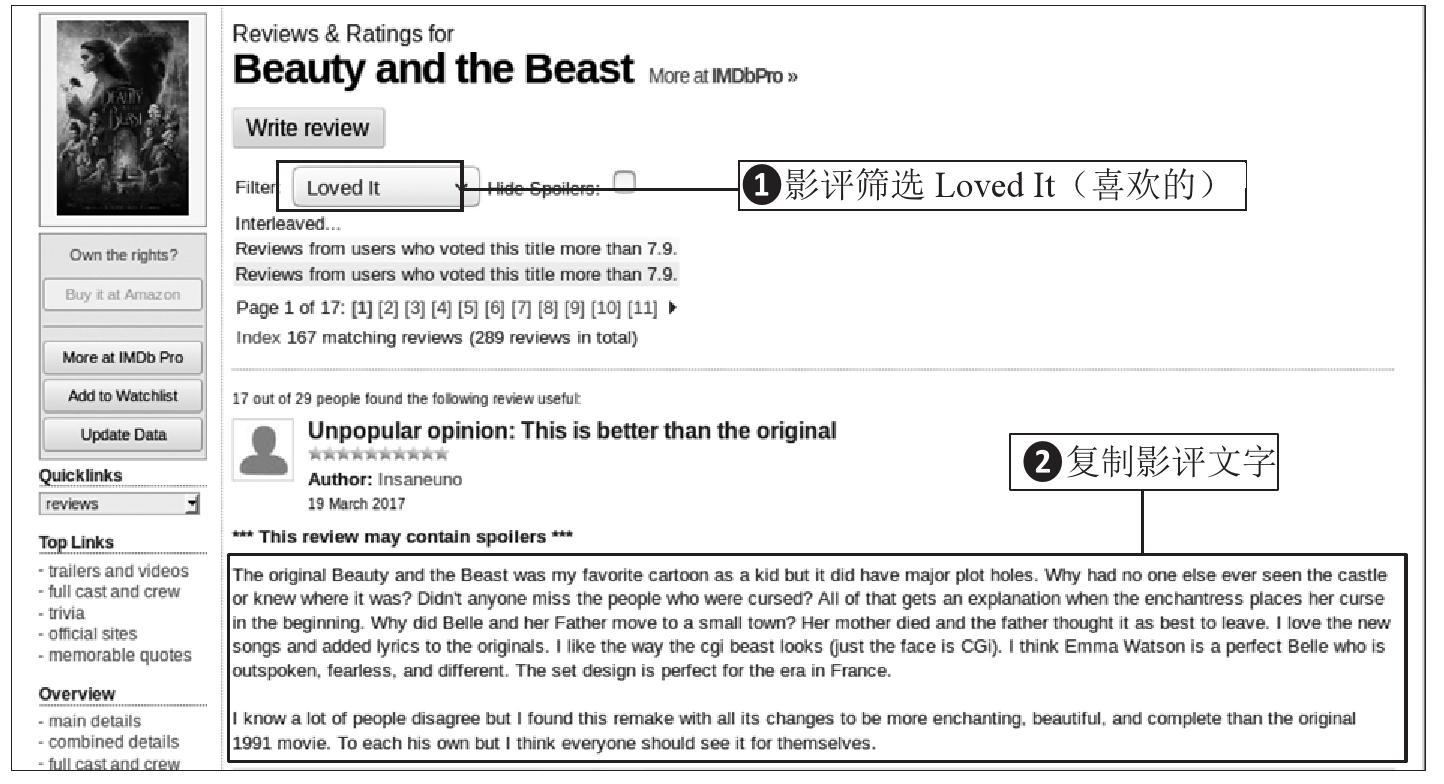 BEAUTY
BEAST
Own the rights?
Buy it at Amazon
More at IMDb Pro
Add to Watchlist
Update Data
Quicklinks
reviews
Top Links
- trailers and videos
- full cast and crew
- trivia
- official sites
- memorable quotes
Overview
- main details
- combined details
- full cast and crew
Reviews & Ratings for
Beauty and the Beast More at IMDbPro »
Write review
Filter: Loved It Hide Spoilers:
❶影评筛选 Loved It（喜欢的）
Interleaved...
Reviews from users who voted this title more than 7.9.
Reviews from users who voted this title more than 7.9.
Page 1 of 17: [1] [2] [3] [4] [5] [6] [7] [8] [9] [10] [11]
Index 167 matching reviews (289 reviews in total)
17 out of 29 people found the following review useful:
Unpopular opinion: This is better than the original
Author: Insaneuno
19 March 2017
❷复制影评文字
*** This review may contain spoilers ***
The original Beauty and the Beast was my favorite cartoon as a kid but it did have major plot holes. Why had no one else ever seen the castle
or knew where it was? Didn't anyone miss the people who were cursed? All of that gets an explanation when the enchantress places her curse
in the beginning. Why did Belle and her Father move to a small town? Her mother died and the father thought it as best to leave. I love the new
songs and added lyrics to the originals. I like the way the cgi beast looks (just the face is CGi). I think Emma Watson is a perfect Belle who is
outspoken, fearless, and different. The set design is perfect for the era in France.
I know a lot of people disagree but I found this remake with all its changes to be more enchanting, beautiful, and complete than the original
1991 movie. To each his own but I think everyone should see it for themselves.